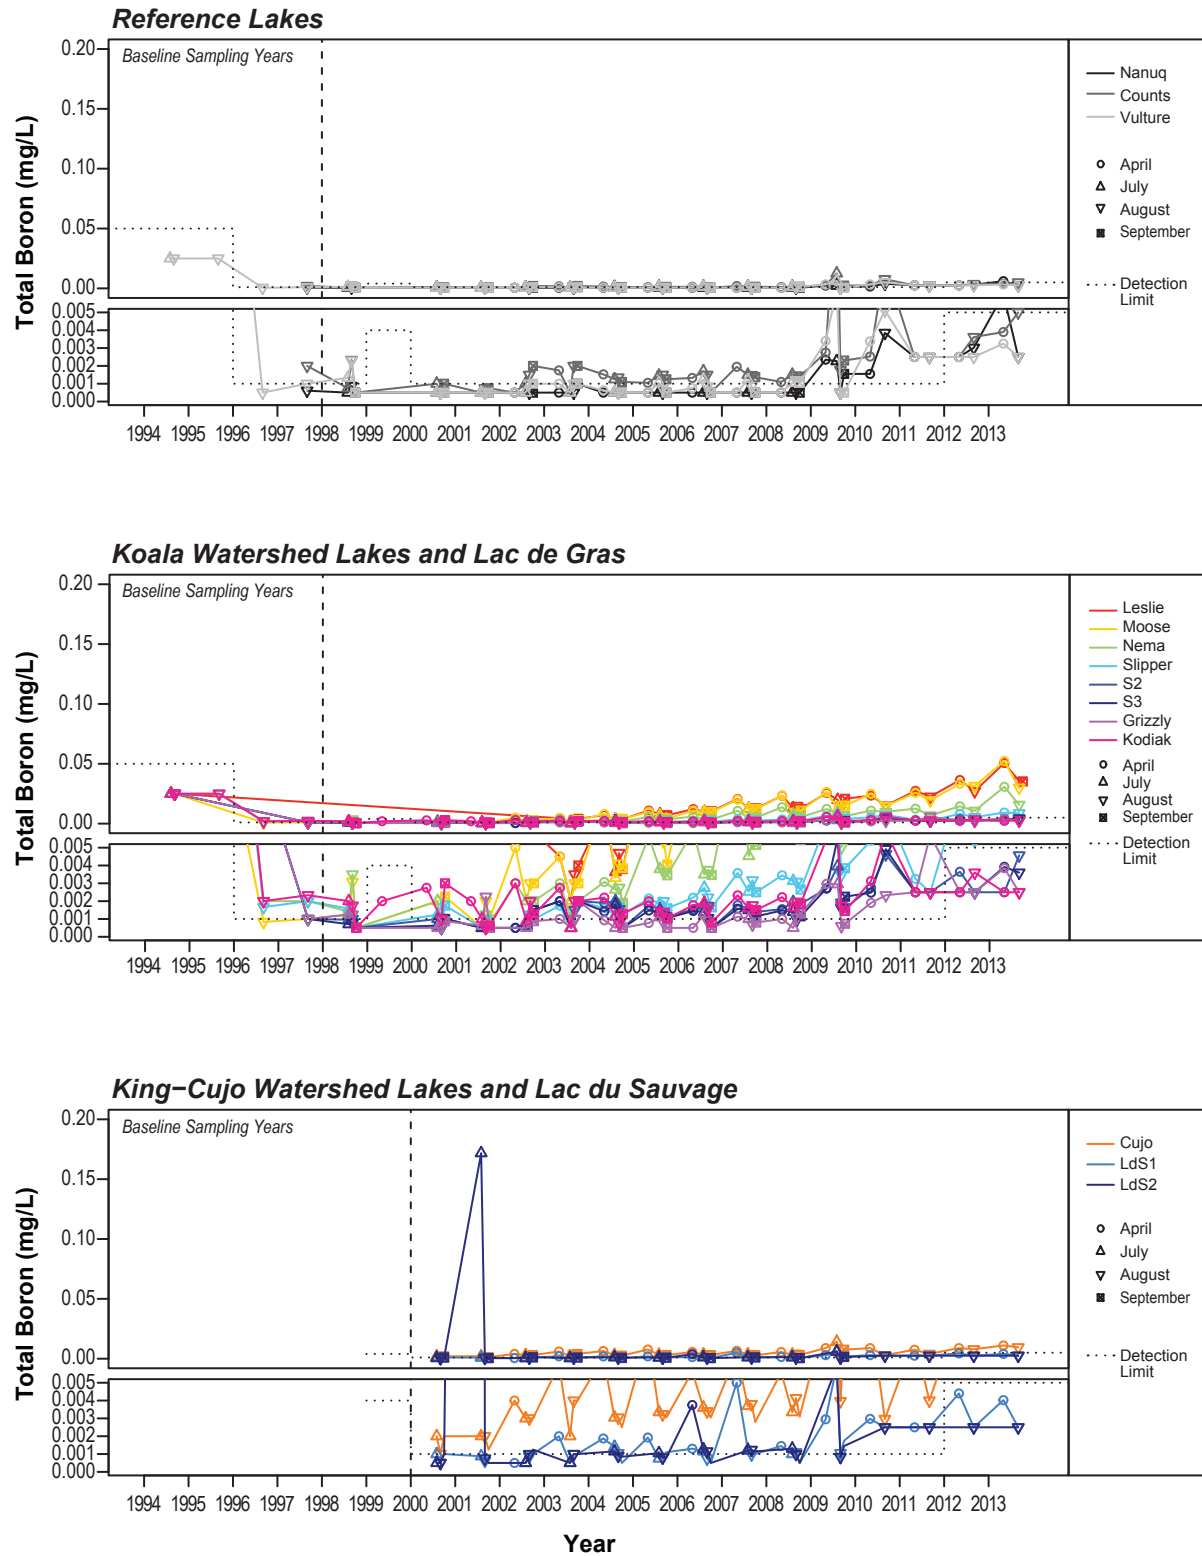 Reference Lakes
Baseline Sampling Years
Total Boron (mg/L)
0.20
0.15
0.10
0.05
0.00
0.005
0.004
0.003
0.002
0.001
0.000
1994 1995 1996 1997 1998 1999 2000 2001 2002 2003 2004 2005 2006 2007 2008 2009 2010 2011 2012 2013
Nanuq
Counts
Vulture
April
July
August
September
Detection
Limit
Koala Watershed Lakes and Lac de Gras
Baseline Sampling Years
Total Boron (mg/L)
0.20
0.15
0.10
0.05
0.00
0.005
0.004
0.003
0.002
0.001
0.000
1994 1995 1996 1997 1998 1999 2000 2001 2002 2003 2004 2005 2006 2007 2008 2009 2010 2011 2012 2013
Leslie
Moose
Nema
Slipper
S2
S3
Grizzly
Kodiak
April
July
August
September
Detection
Limit
King−Cujo Watershed Lakes and Lac du Sauvage
Baseline Sampling Years
Total Boron (mg/L)
0.20
0.15
0.10
0.05
0.00
0.005
0.004
0.003
0.002
0.001
0.000
1994 1995 1996 1997 1998 1999 2000 2001 2002 2003 2004 2005 2006 2007 2008 2009 2010 2011 2012 2013
Cujo
LdS1
LdS2
April
July
August
September
Detection
Limit
Year